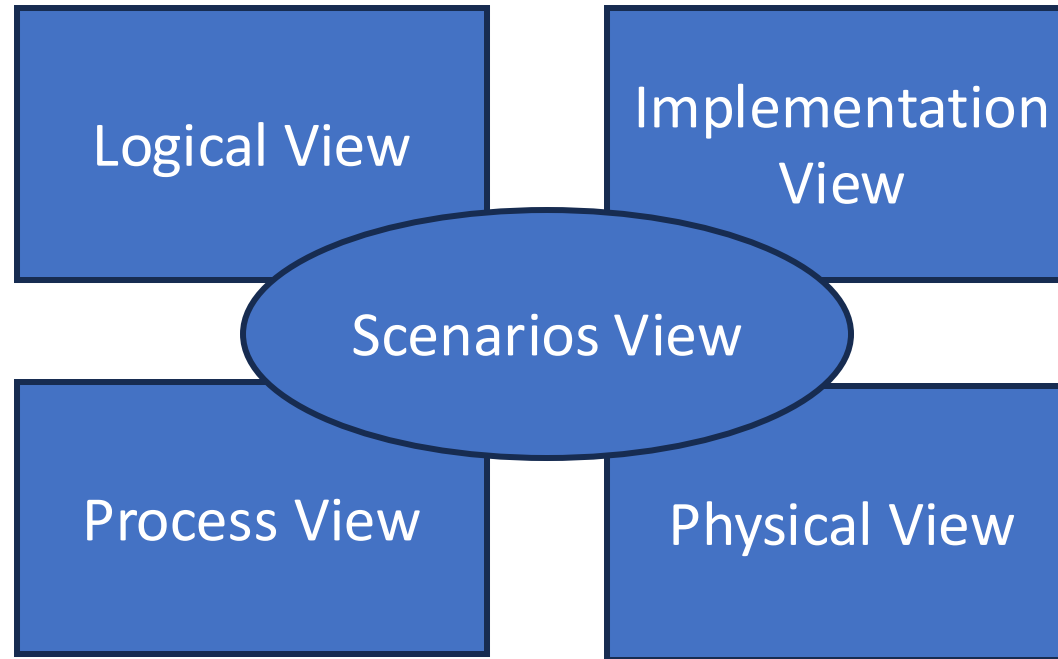 Logical View
Implementation
View
Scenarios View
Process View
Physical View